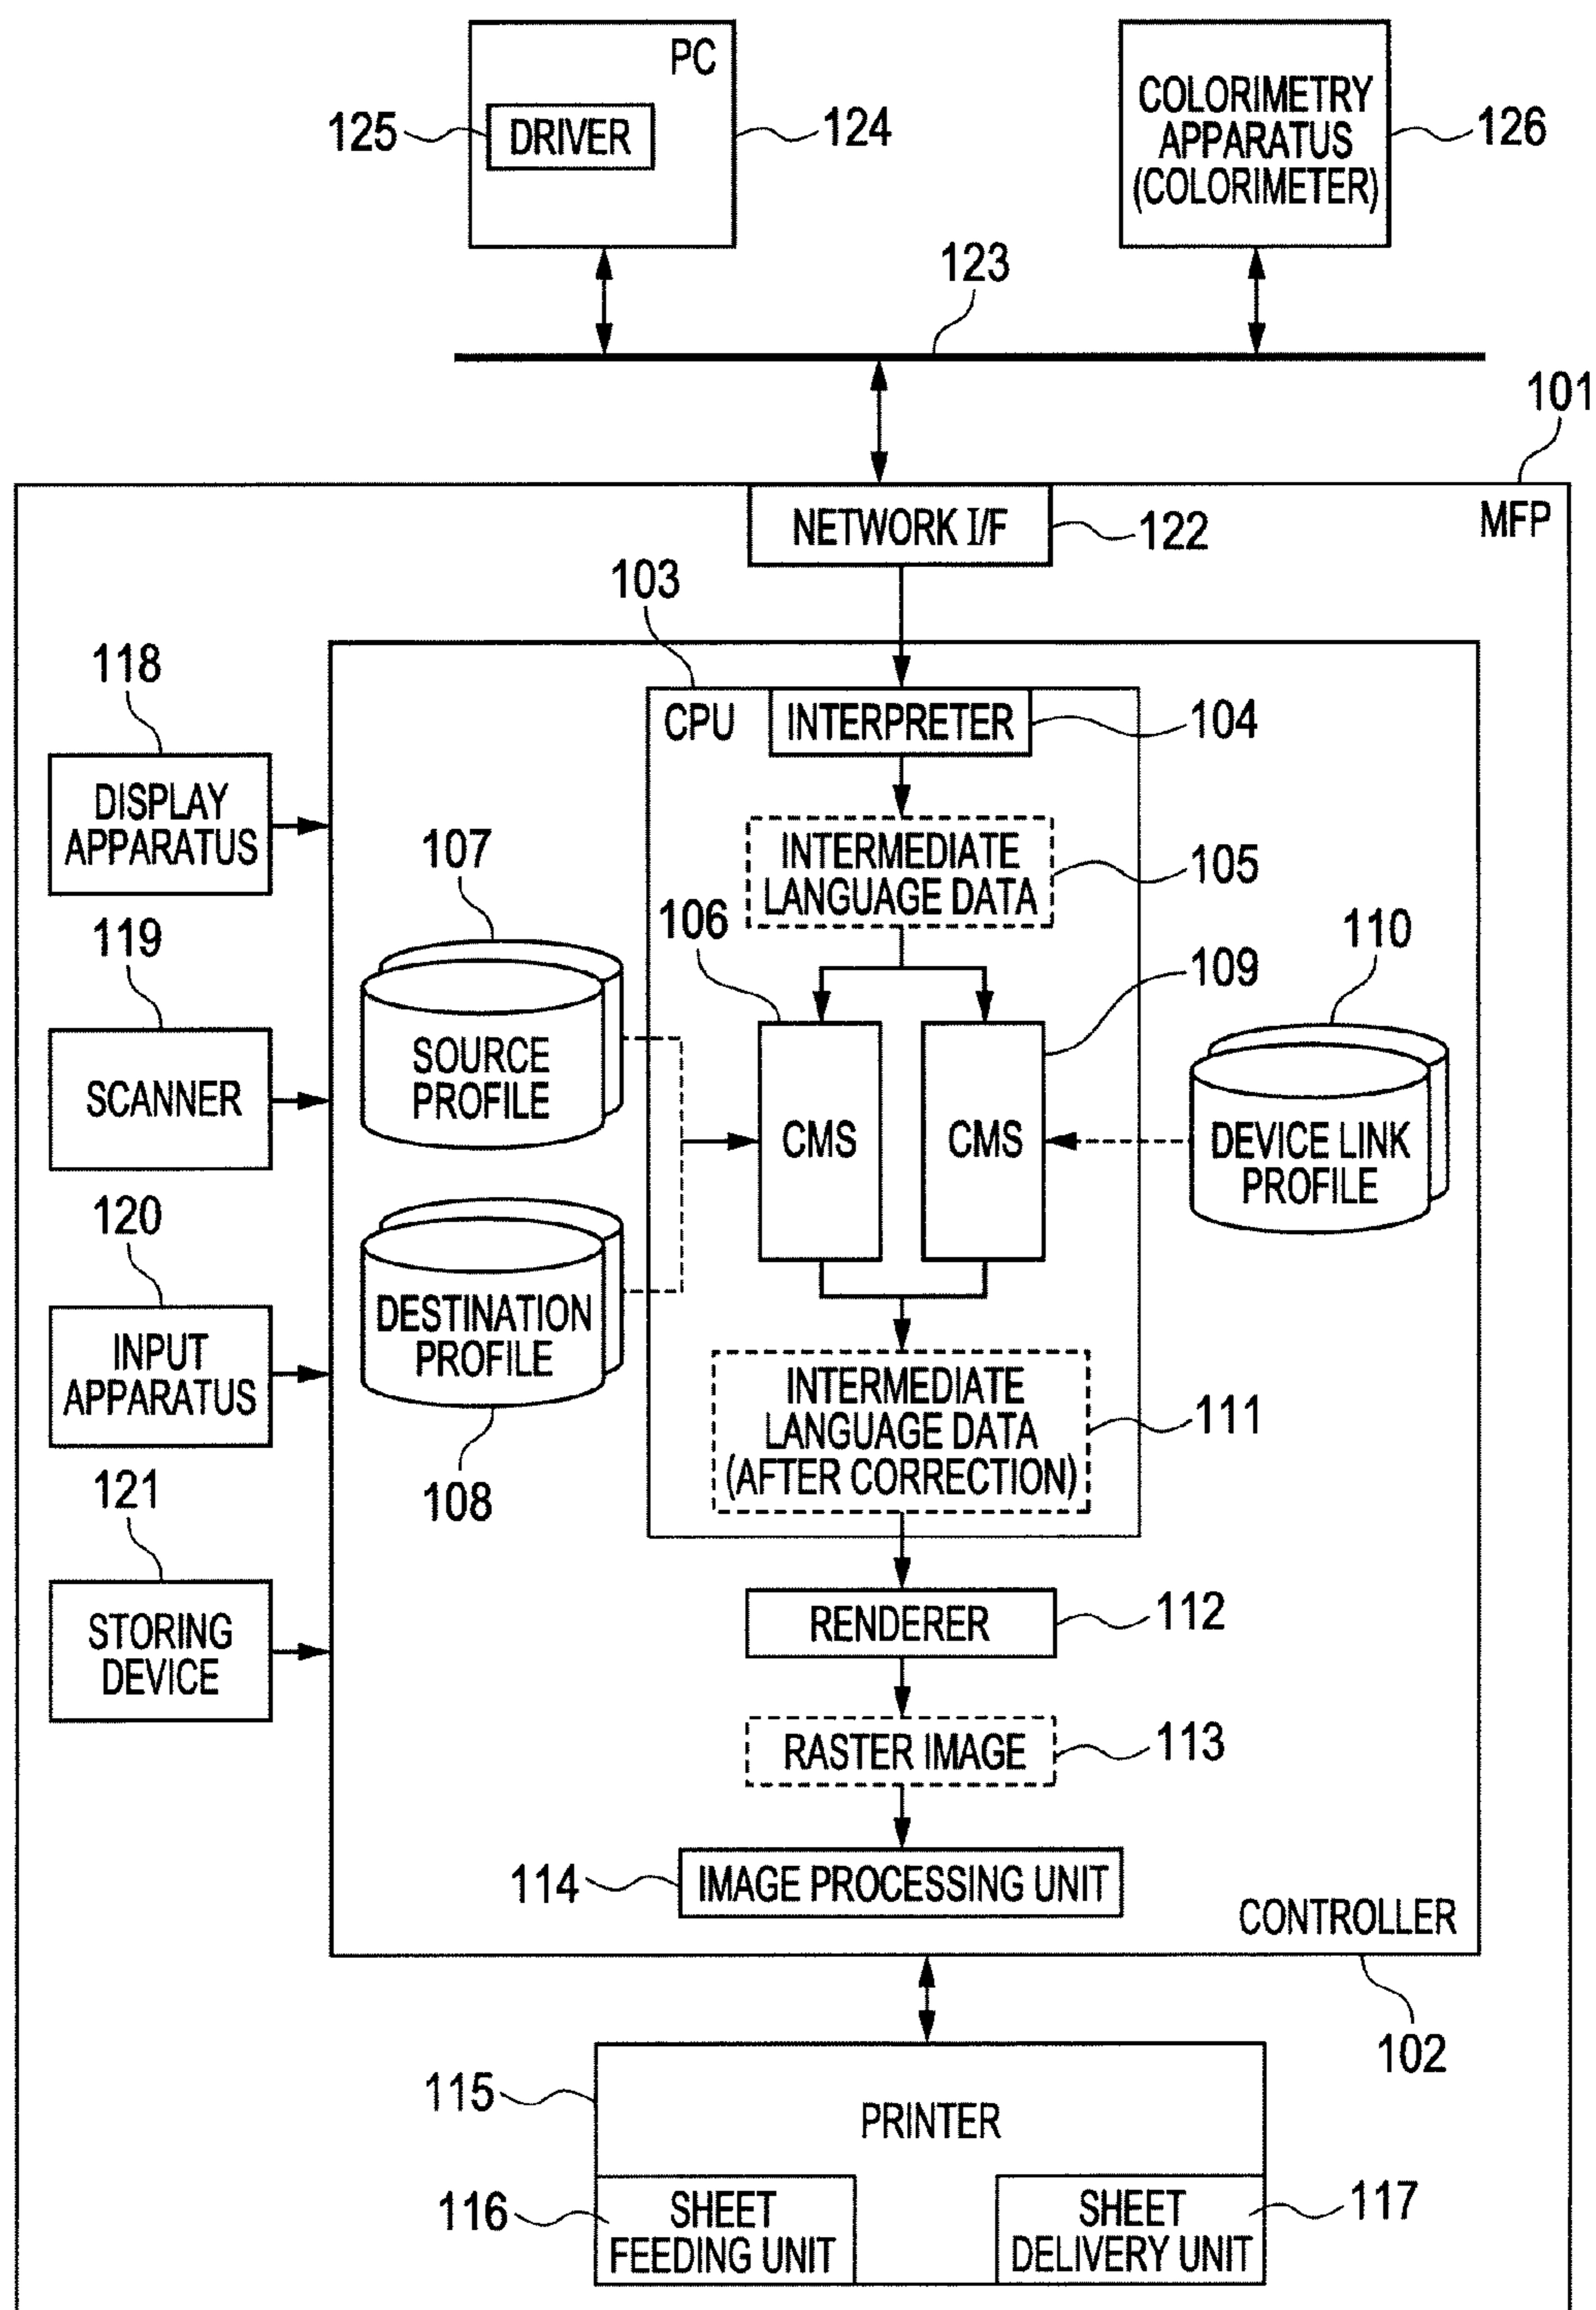 PC
125
DRIVER
124
COLORIMETRY
APPARATUS
(COLORIMETER)
126
123
101
MFP
NETWORK I/F
122
103
118
CPU
INTERPRETER
104
DISPLAY
APPARATUS
107
INTERMEDIATE
LANGUAGE DATA
105
106
109
110
119
SCANNER
SOURCE
PROFILE
CMS
CMS
DEVICE LINK
PROFILE
120
INPUT
APPARATUS
DESTINATION
PROFILE
108
INTERMEDIATE
LANGUAGE DATA
(AFTER CORRECTION)
111
121
STORING
DEVICE
RENDERER
112
RASTER IMAGE
113
114
IMAGE PROCESSING UNIT
CONTROLLER
102
115
PRINTER
116
SHEET
FEEDING UNIT
SHEET
DELIVERY UNIT
117